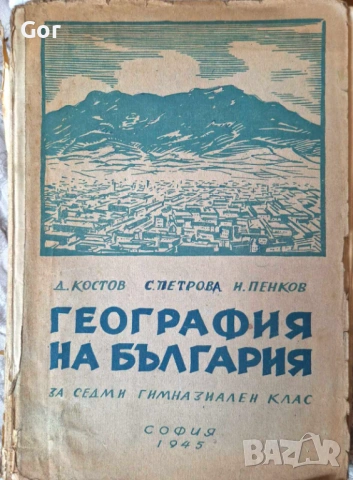 Gor
Д. КОСТОВ С. ПЕТРОВА И. ПЕНКОВ
ГЕОГРАФИЯ
НА БЪЛГАРИЯ
ЗА СЕДМИ ГИМНАЗИАЛЕН КЛАС
СОФИЯ
1945
bazar.bg